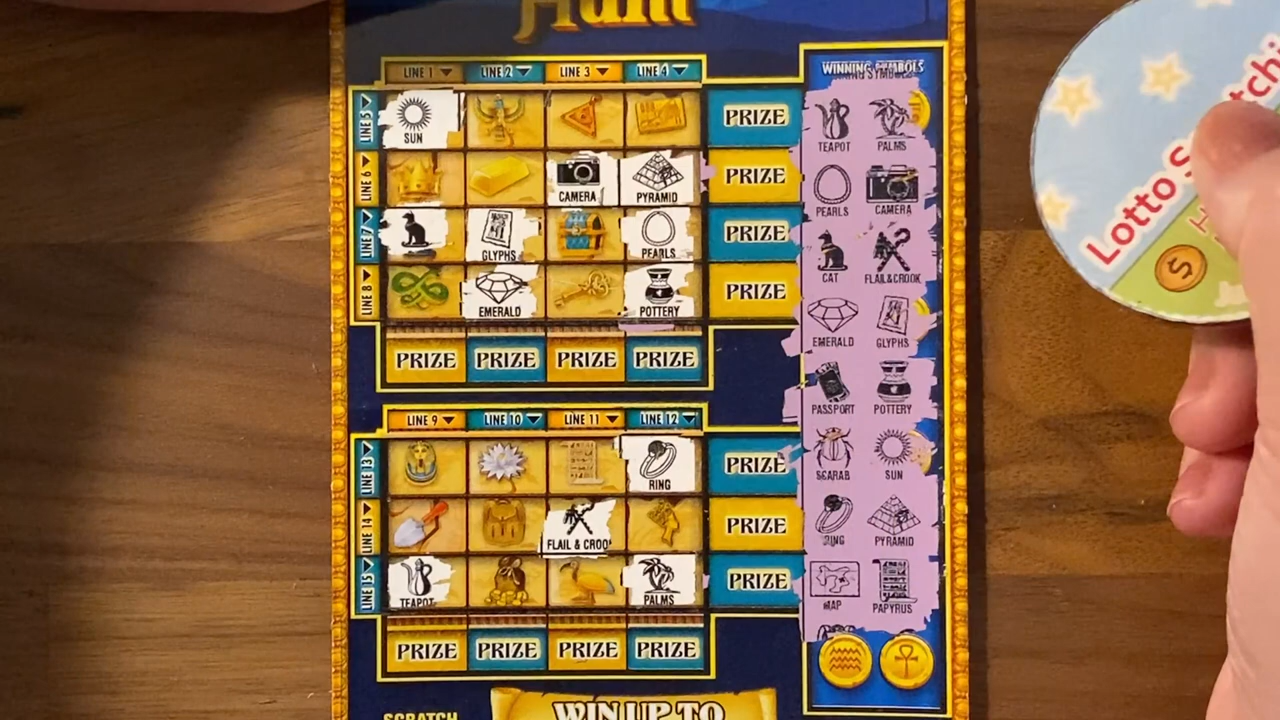 Hunt
LINE 1 LINE 2 LINE 3 LINE 4
WINNING SYMBOLS
LINE 5
SUN
PRIZE
TEAPOT PALMS
LINE 6
CAMERA PYRAMID
PRIZE
PEARLS CAMERA
LINE 7
GLYPHS PEARLS
PRIZE
CAT FLAIL&CROOK
LINE 8
EMERALD POTTERY
PRIZE
EMERALD GLYPHS
PRIZE PRIZE PRIZE PRIZE
PASSPORT POTTERY
LINE 9 LINE 10 LINE 11 LINE 12
LINE 13
RING
PRIZE
SCARAB SUN
LINE 14
FLAIL & CROO
PRIZE
RING PYRAMID
LINE 15
TEAPOT PALMS
PRIZE
MAP PAPYRUS
PRIZE PRIZE PRIZE PRIZE
SCRATCH
WIN UP TO
Lotto